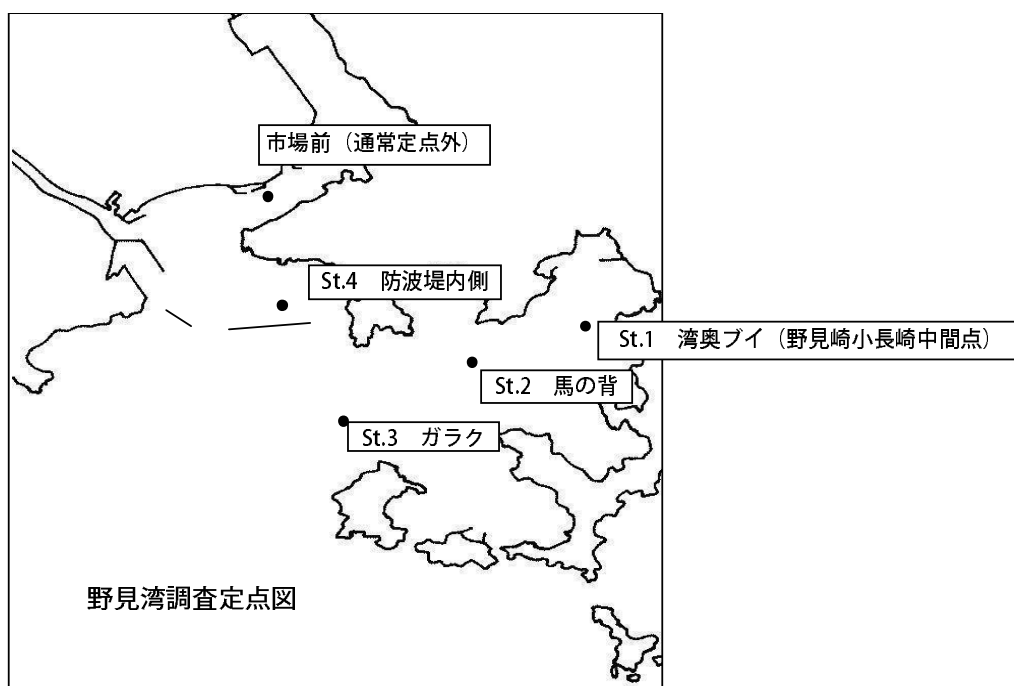 市場前（通常定点外）
St.4　防波堤内側
St.1　湾奥ブイ（野見崎小長崎中間点）
St.2　馬の背
St.3　ガラク
野見湾調査定点図